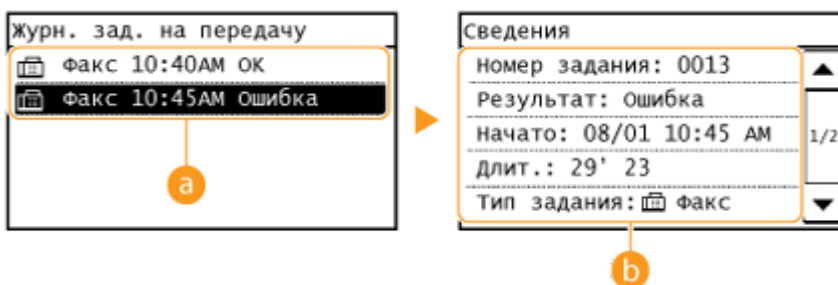 Журн. зад. на передачу
Факс 10:40AM OK
Факс 10:45AM Ошибка
a
Сведения
Номер задания: 0013
Результат: Ошибка
Начато: 08/01 10:45 AM
Длит.: 29' 23
Тип задания: Факс
1/2
b